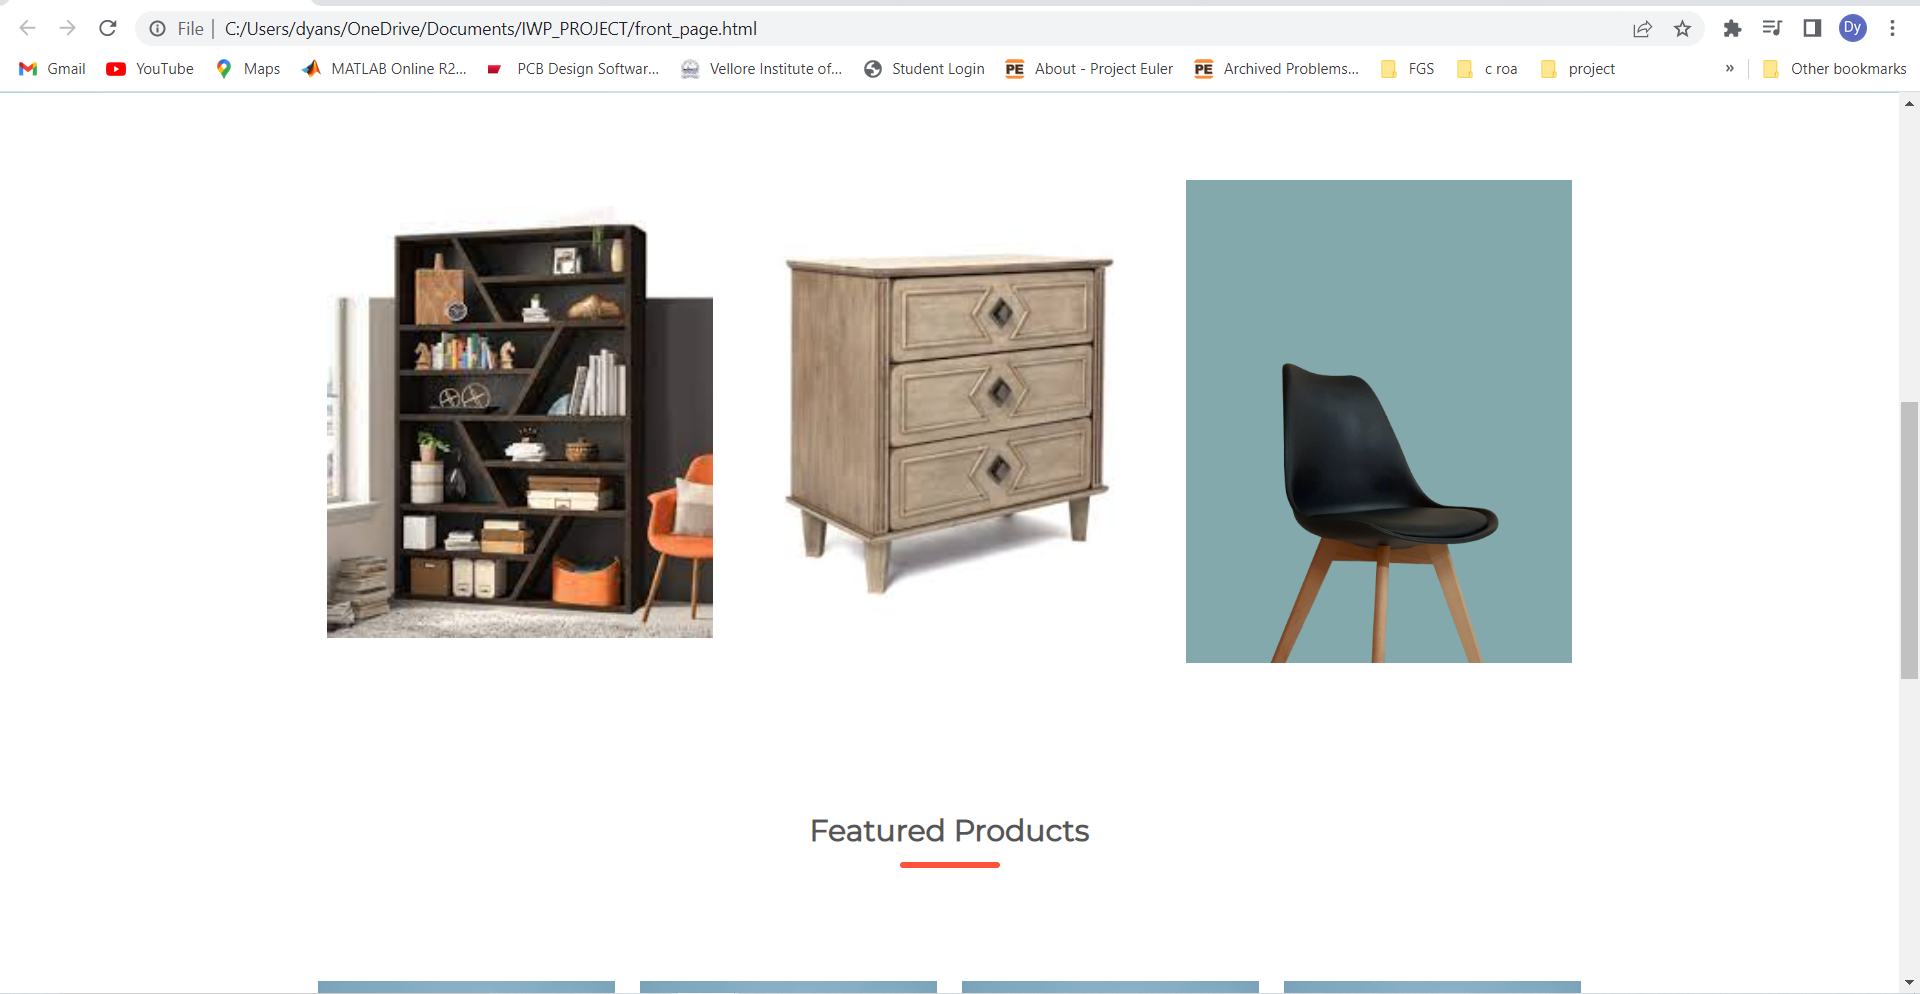 File | C:/Users/dyans/OneDrive/Documents/IWP_PROJECT/front_page.html Dy
Gmail YouTube Maps MATLAB Online R2... PCB Design Softwar... Vellore Institute of... Student Login PE About - Project Euler PE Archived Problems... FGS c roa project » Other bookmarks
Featured Products